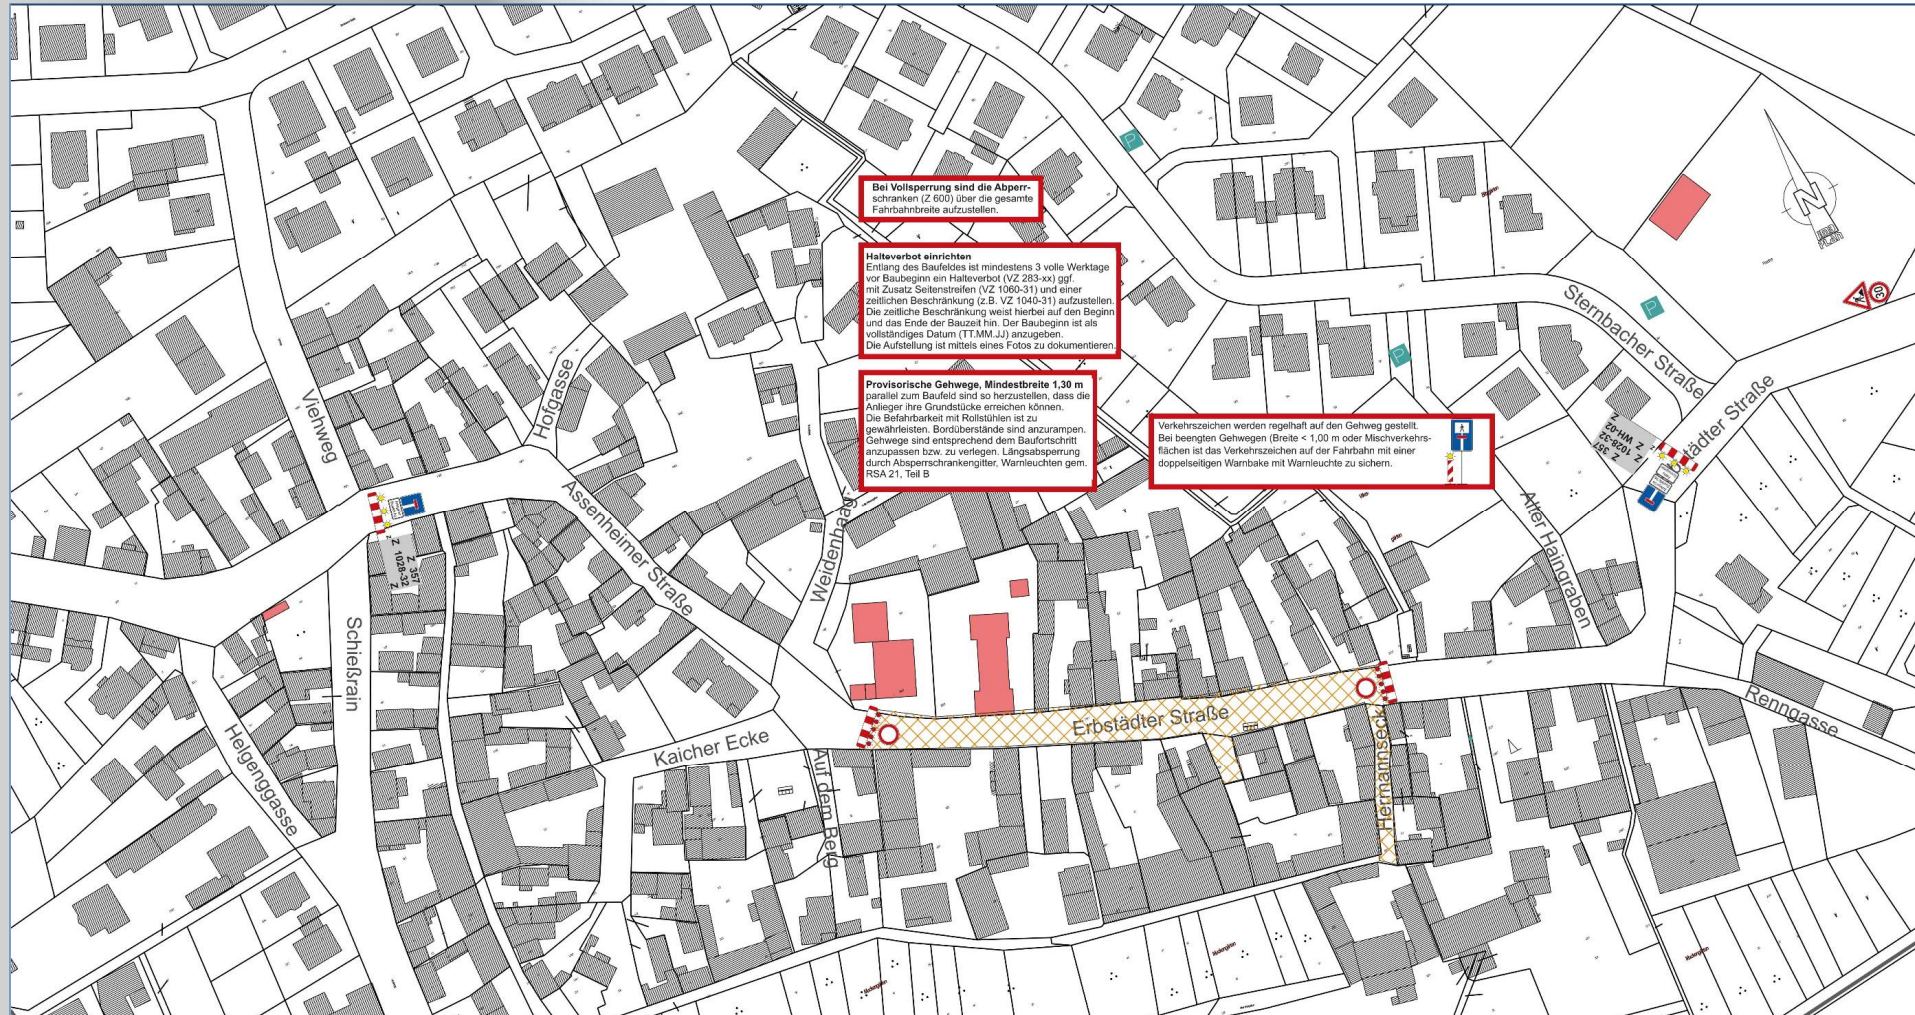 Bei Vollsperrung sind die Abperr-
schranken (Z 600) über die gesamte
Fahrbahnbreite aufzustellen.
Halteverbot einrichten
Entlang des Baufeldes ist mindestens 3 volle Werktage
vor Baubeginn ein Halteverbot (VZ 283-xx) ggf.
mit Zusatz Seitenstreifen (VZ 1060-31) und einer
zeitlichen Beschränkung (z.B. VZ 1040-31) aufzustellen.
Die zeitliche Beschränkung weist hierbei auf den Beginn
und das Ende der Bauzeit hin. Der Baubeginn ist als
vollständiges Datum (TT.MM.JJ) anzugeben.
Die Aufstellung ist mittels eines Fotos zu dokumentieren.
Provisorische Gehwege, Mindestbreite 1,30 m
parallel zum Baufeld sind so herzustellen, dass die
Anlieger ihre Grundstücke erreichen können.
Die Befahrbarkeit mit Rollstühlen ist zu
gewährleisten. Bordüberstände sind anzurampen.
Gehwege sind entsprechend dem Baufortschritt
anzupassen bzw. zu verlegen. Längsabsperrung
durch Absperrschrankengitter, Warnleuchten gem.
RSA 21, Teil B
Verkehrszeichen werden regelhaft auf den Gehweg gestellt.
Bei beengten Gehwegen (Breite < 1,00 m oder Mischverkehrs-
flächen ist das Verkehrszeichen auf der Fahrbahn mit einer
doppelseitigen Warnbake mit Warnleuchte zu sichern.
P
N
30
P
P
Sternbacher Straße
städter Straße
Z 357
Z 1028-32
Z WH-02
Viehweg
Hofgasse
Assenheimer Straße
Z 357
Z 1028-32
Z
Weidenhaag
Alter Haingraben
Schießrain
Helgenggasse
Kaicher Ecke
Auf dem Berg
Erbstädter Straße
Hermannseck
Renngasse